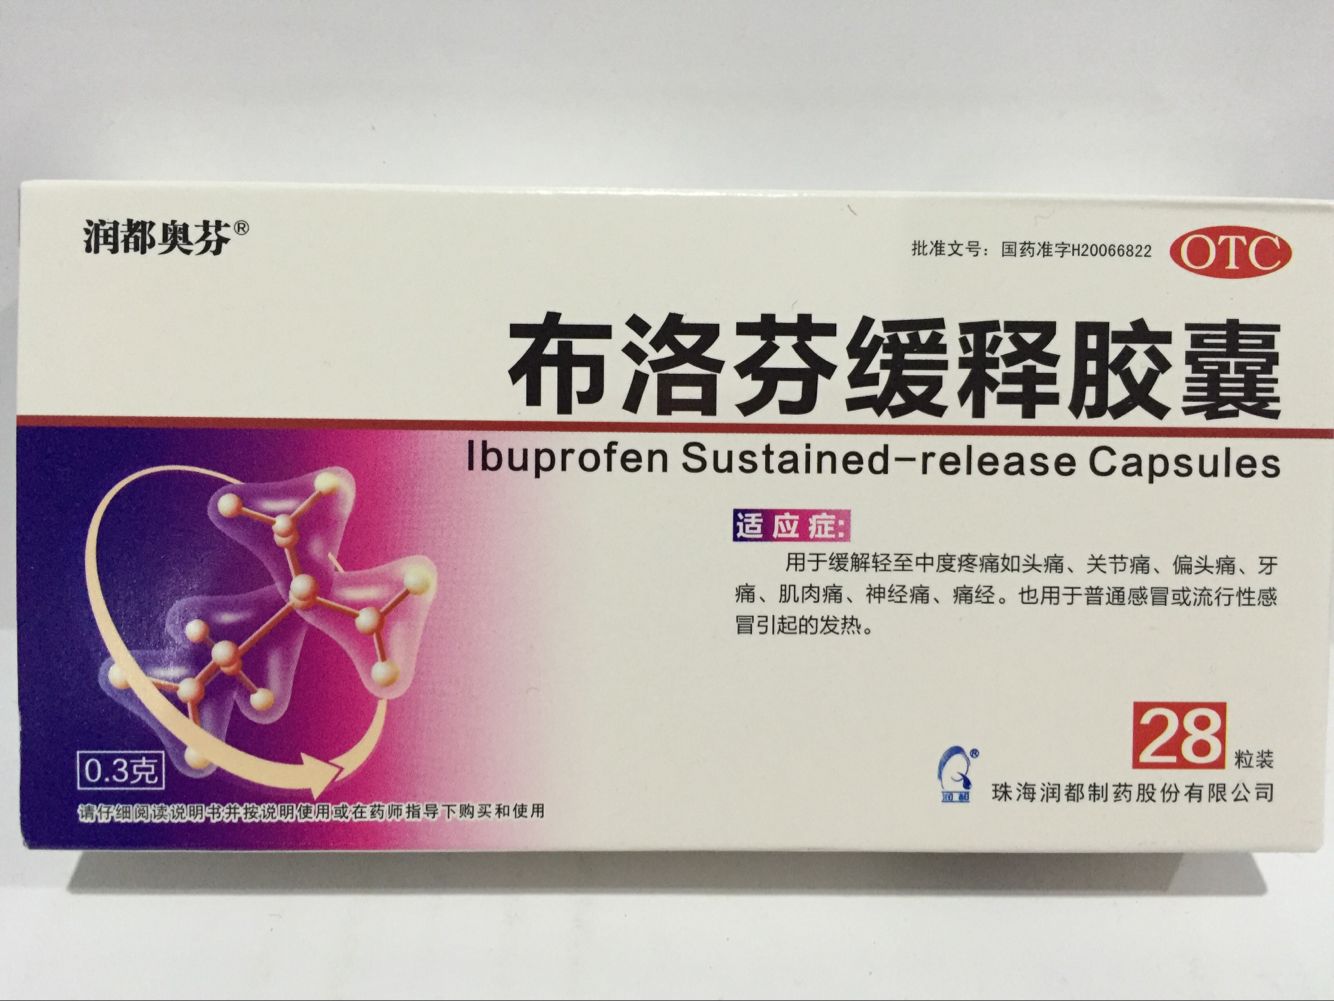 润都奥芬®
批准文号：国药准字H20066822
OTC
布洛芬缓释胶囊
Ibuprofen Sustained-release Capsules
适应症:
用于缓解轻至中度疼痛如头痛、关节痛、偏头痛、牙
痛、肌肉痛、神经痛、痛经。也用于普通感冒或流行性感
冒引起的发热。
28粒装
0.3克
润都®
珠海润都制药股份有限公司
请仔细阅读说明书并按说明使用或在药师指导下购买和使用